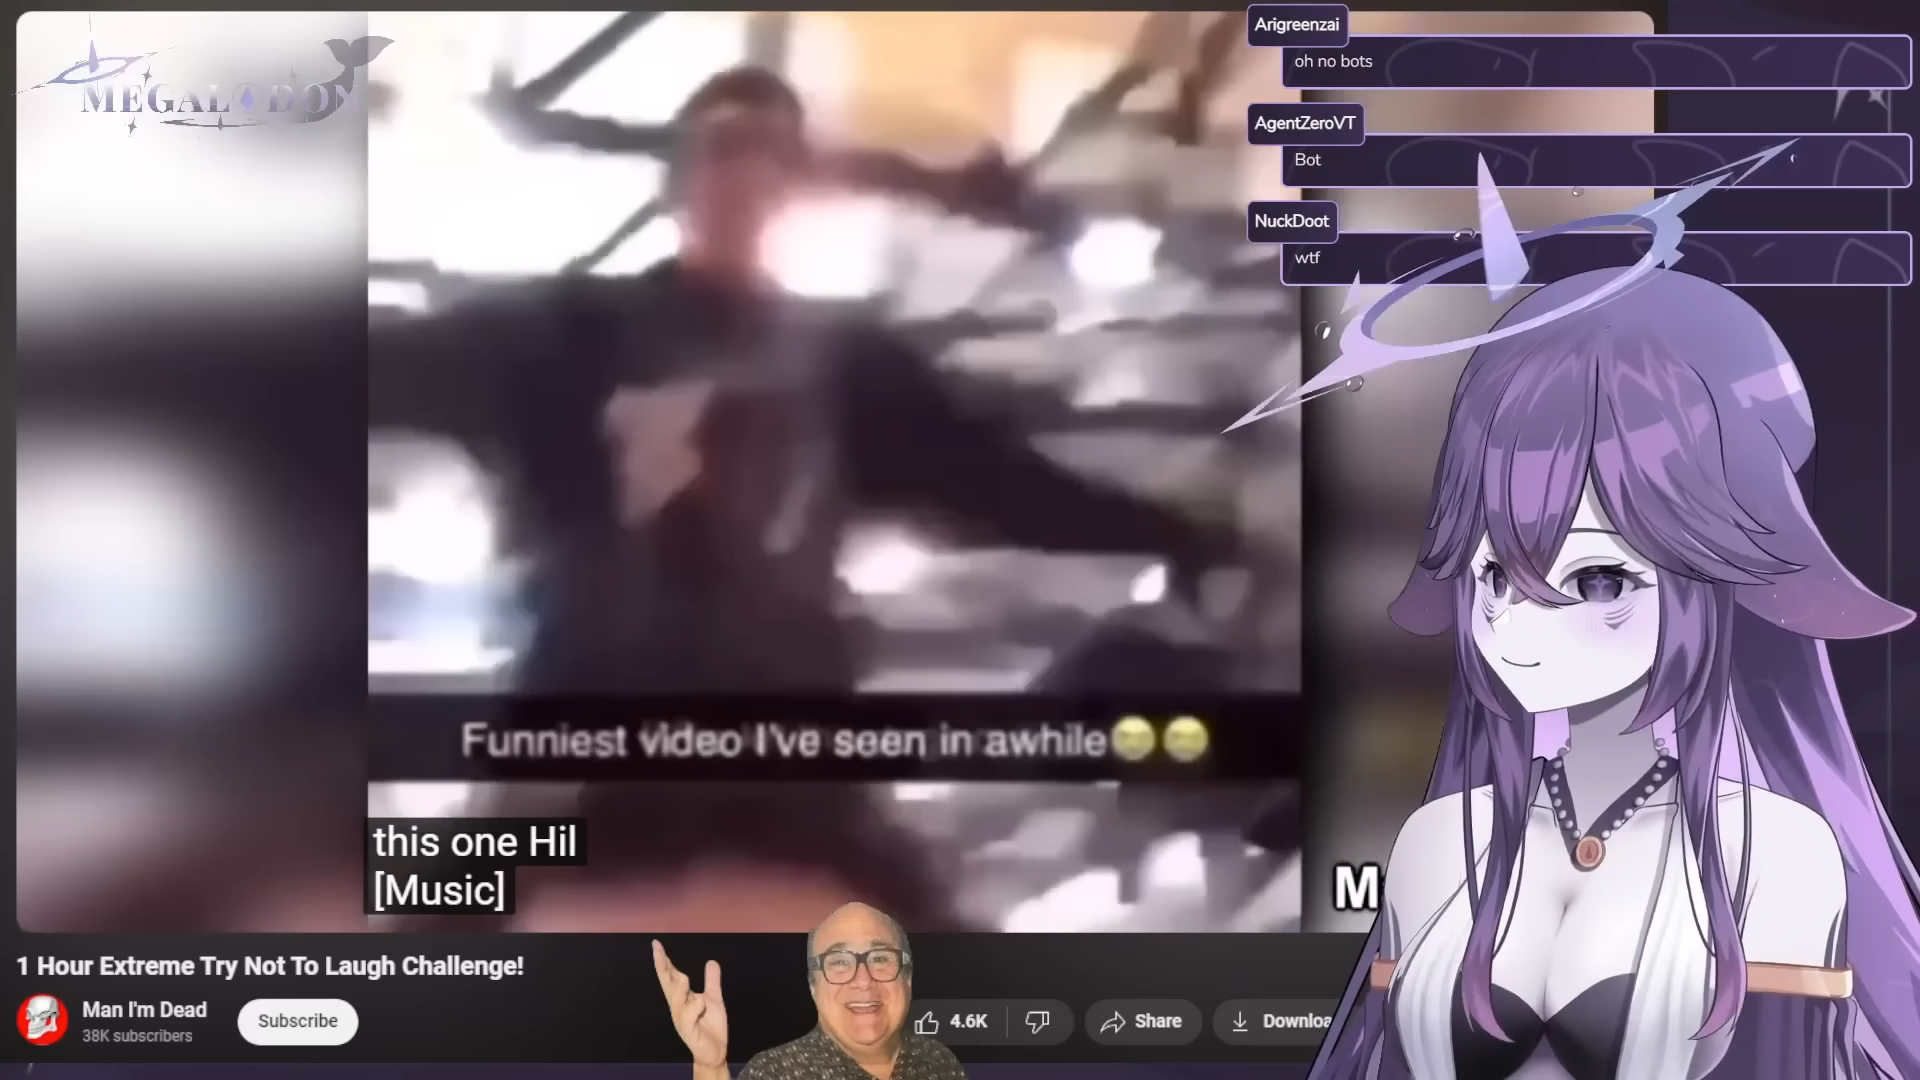 MEGALODON
Arigreenzai
oh no bots
AgentZeroVT
Bot
NuckDoot
wtf
Funniest video I've seen in awhile😂😂
this one Hil
[Music]
M
1 Hour Extreme Try Not To Laugh Challenge!
Man I'm Dead
38K subscribers
Subscribe
4.6K
Share
Downloa